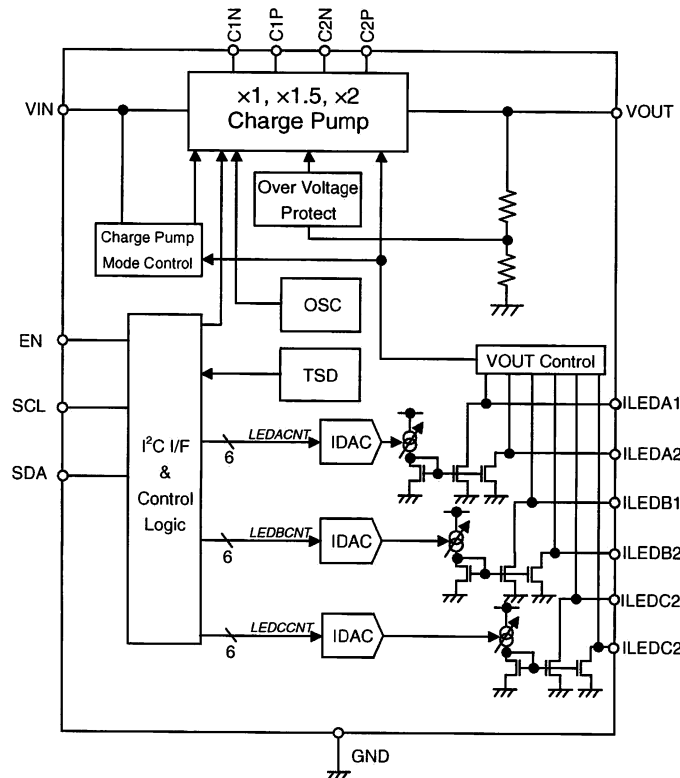 C1N
C1P
C2N
C2P
×1, ×1.5, ×2
Charge Pump
VIN
VOUT
Over Voltage
Protect
Charge Pump
Mode Control
OSC
EN
TSD
VOUT Control
SCL
ILEDA1
I²C I/F
&
Control
Logic
LEDACNT
6
IDAC
ILEDA2
SDA
ILEDB1
LEDBCNT
6
IDAC
ILEDB2
ILEDC2
LEDCCNT
6
IDAC
ILEDC2
GND